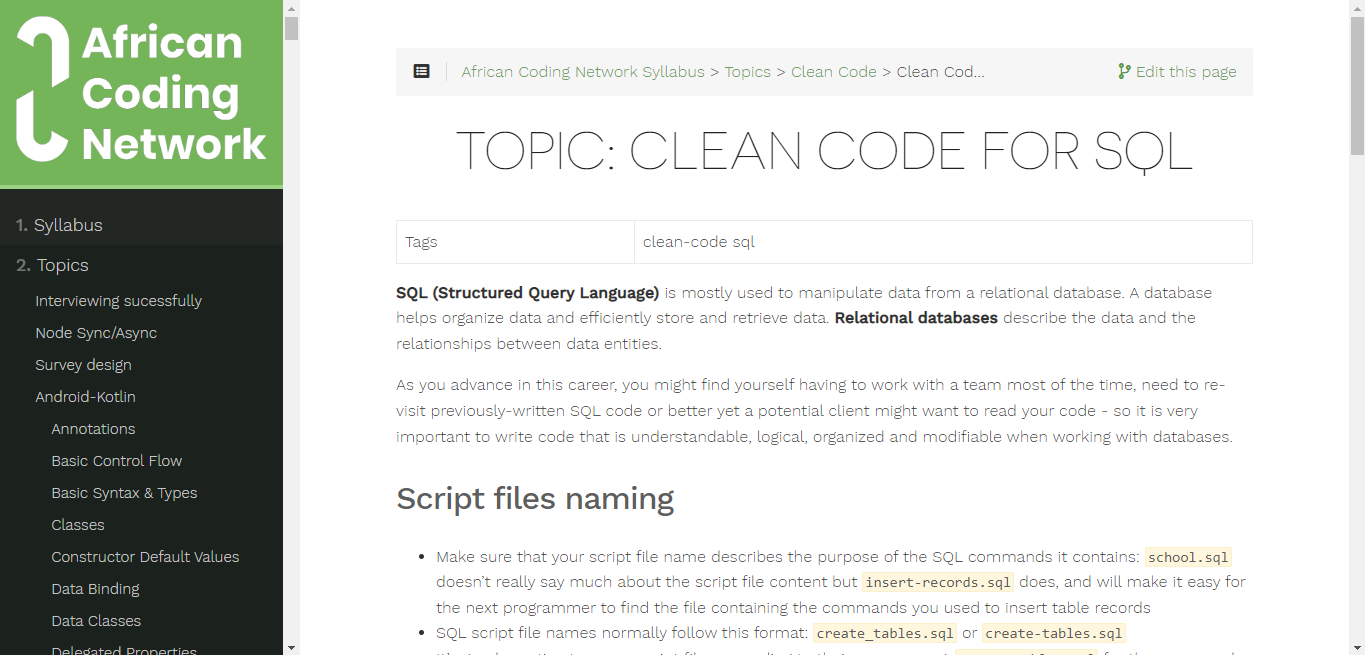 African
Coding
Network
1. Syllabus
2. Topics
Interviewing sucessfully
Node Sync/Async
Survey design
Android-Kotlin
Annotations
Basic Control Flow
Basic Syntax & Types
Classes
Constructor Default Values
Data Binding
Data Classes
Delegated Properties
African Coding Network Syllabus > Topics > Clean Code > Clean Cod...
Edit this page
TOPIC: CLEAN CODE FOR SQL
Tags
clean-code sql
SQL (Structured Query Language) is mostly used to manipulate data from a relational database. A database
helps organize data and efficiently store and retrieve data. Relational databases describe the data and the
relationships between data entities.
As you advance in this career, you might find yourself having to work with a team most of the time, need to re-
visit previously-written SQL code or better yet a potential client might want to read your code - so it is very
important to write code that is understandable, logical, organized and modifiable when working with databases.
Script files naming
Make sure that your script file name describes the purpose of the SQL commands it contains: school.sql
doesn't really say much about the script file content but insert-records.sql does, and will make it easy for
the next programmer to find the file containing the commands you used to insert table records
SQL script file names normally follow this format: create_tables.sql or create-tables.sql